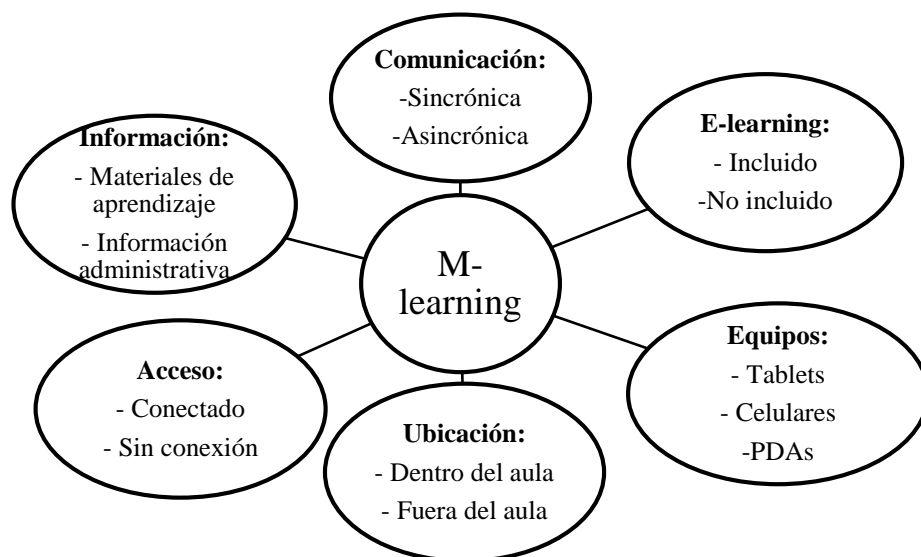 Comunicación:
-Sincrónica
-Asincrónica
E-learning:
- Incluido
-No incluido
Equipos:
- Tablets
- Celulares
-PDAs
Ubicación:
- Dentro del aula
- Fuera del aula
Acceso:
- Conectado
- Sin conexión
Información:
- Materiales de
aprendizaje
- Información
administrativa
M-
learning